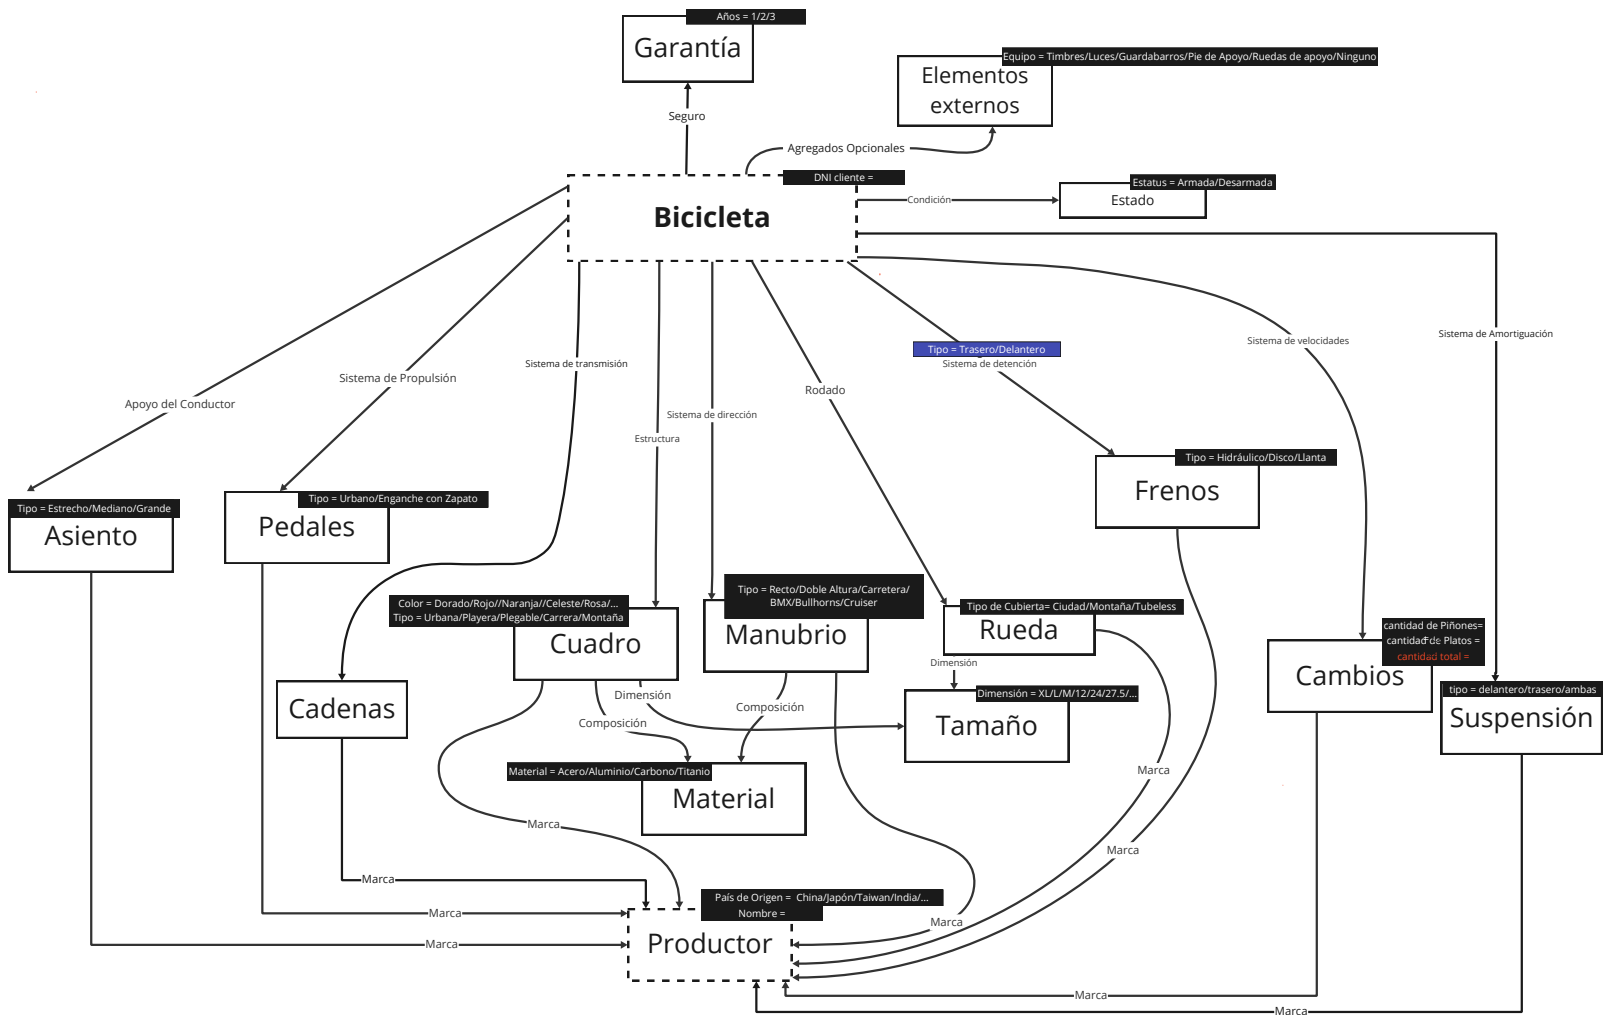 Años = 1/2/3
Garantía
Equipo = Timbres/Luces/Guardabarros/Pie de Apoyo/Ruedas de apoyo/Ninguno
Elementos
externos
Seguro
Agregados Opcionales
DNI cliente =
Estatus = Armada/Desarmada
Condición
Estado
Bicicleta
Sistema de Amortiguación
Sistema de velocidades
Tipo = Trasero/Delantero
Sistema de detención
Sistema de transmisión
Sistema de Propulsión
Rodado
Apoyo del Conductor
Sistema de dirección
Estructura
Tipo = Hidráulico/Disco/Llanta
Frenos
Tipo = Urbano/Enganche con Zapato
Pedales
Tipo = Estrecho/Mediano/Grande
Asiento
Tipo = Recto/Doble Altura/Carretera/
BMX/Bullhorns/Cruiser
Manubrio
Color = Dorado/Rojo//Naranja//Celeste/Rosa/...
Tipo = Urbana/Playera/Plegable/Carrera/Montaña
Cuadro
Tipo de Cubierta= Ciudad/Montaña/Tubeless
Rueda
cantidad de Piñones=
cantidad de Platos =
cantidad total =
Cambios
Dimensión
tipo = delantero/trasero/ambas
Suspensión
Cadenas
Dimensión
Dimensión = XL/L/M/12/24/27.5/...
Tamaño
Composición
Composición
Material = Acero/Aluminio/Carbono/Titanio
Material
Marca
Marca
Marca
Marca
País de Origen =  China/Japón/Taiwan/India/...
Nombre =
Marca
Marca
Productor
Marca
Marca
Marca